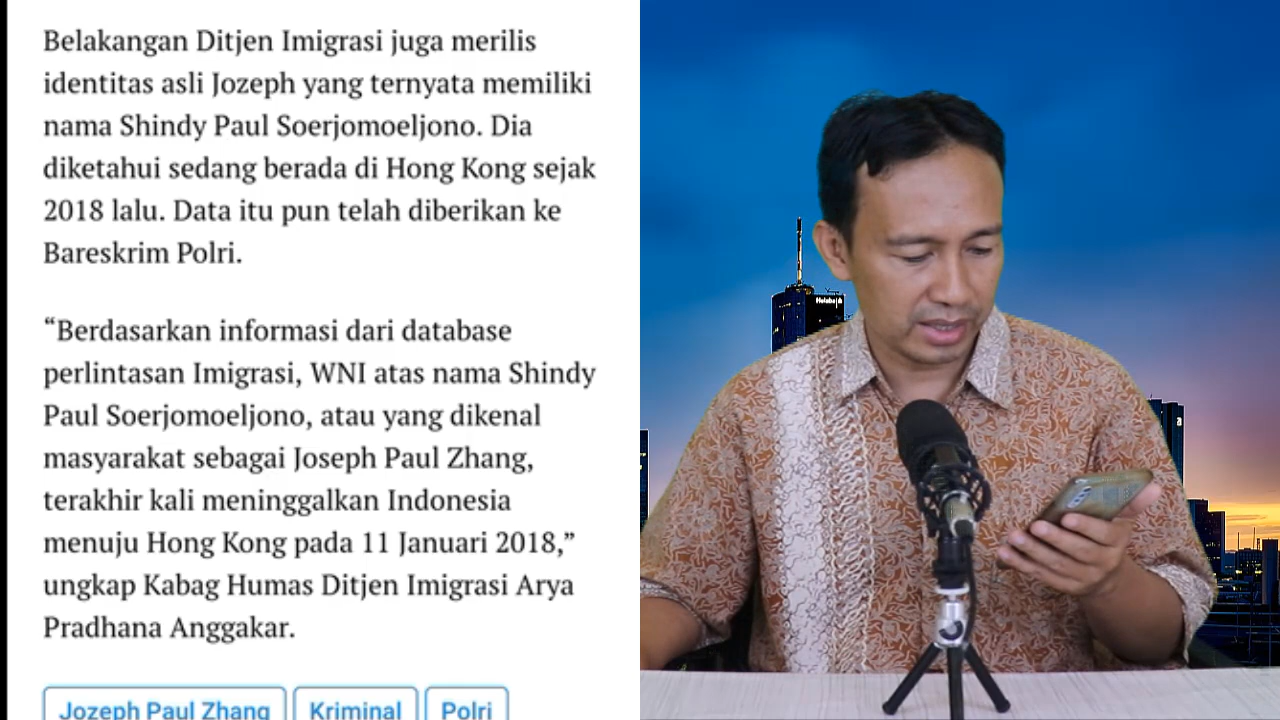 Belakangan Ditjen Imigrasi juga merilis
identitas asli Jozeph yang ternyata memiliki
nama Shindy Paul Soerjomoeljono. Dia
diketahui sedang berada di Hong Kong sejak
2018 lalu. Data itu pun telah diberikan ke
Bareskrim Polri.
“Berdasarkan informasi dari database
perlintasan Imigrasi, WNI atas nama Shindy
Paul Soerjomoeljono, atau yang dikenal
masyarakat sebagai Joseph Paul Zhang,
terakhir kali meninggalkan Indonesia
menuju Hong Kong pada 11 Januari 2018,”
ungkap Kabag Humas Ditjen Imigrasi Arya
Pradhana Anggakar.
Jozeph Paul Zhang Kriminal Polri
Helaba